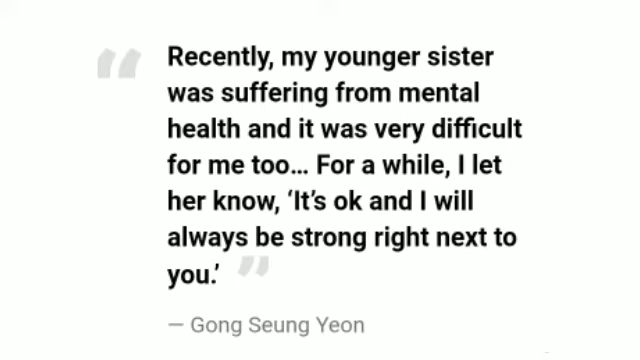 “
Recently, my younger sister
was suffering from mental
health and it was very difficult
for me too... For a while, I let
her know, ‘It’s ok and I will
always be strong right next to
you.’ ”
— Gong Seung Yeon